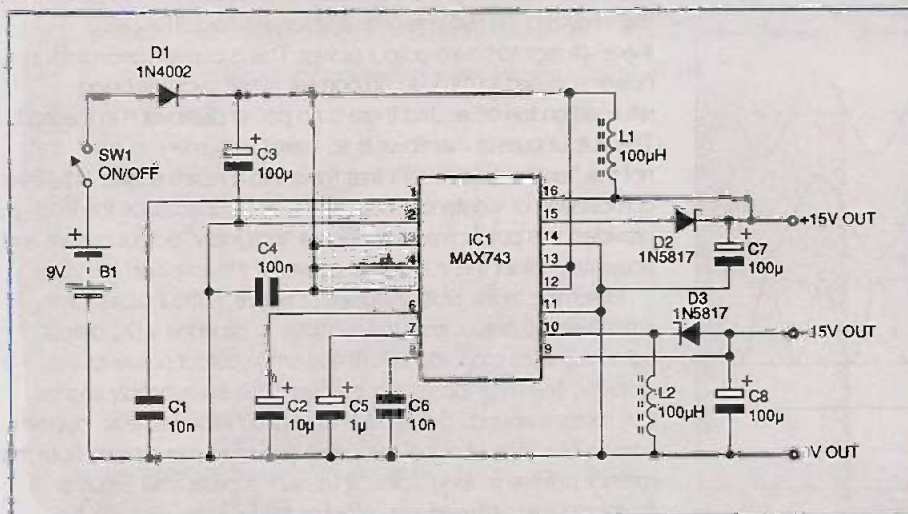 D1
1N4002
SW1
ON/OFF
C3
100µ
L1
100µH
+15V OUT
D2
1N5817
C7
100µ
IC1
MAX743
C4
100n
9V
B1
D3
1N5817
-15V OUT
L2
100µH
C8
100µ
C1
10n
C2
10µ
C5
1µ
C6
10n
0V OUT
1
2
4
6
7
8
16
15
14
13
12
11
10
9